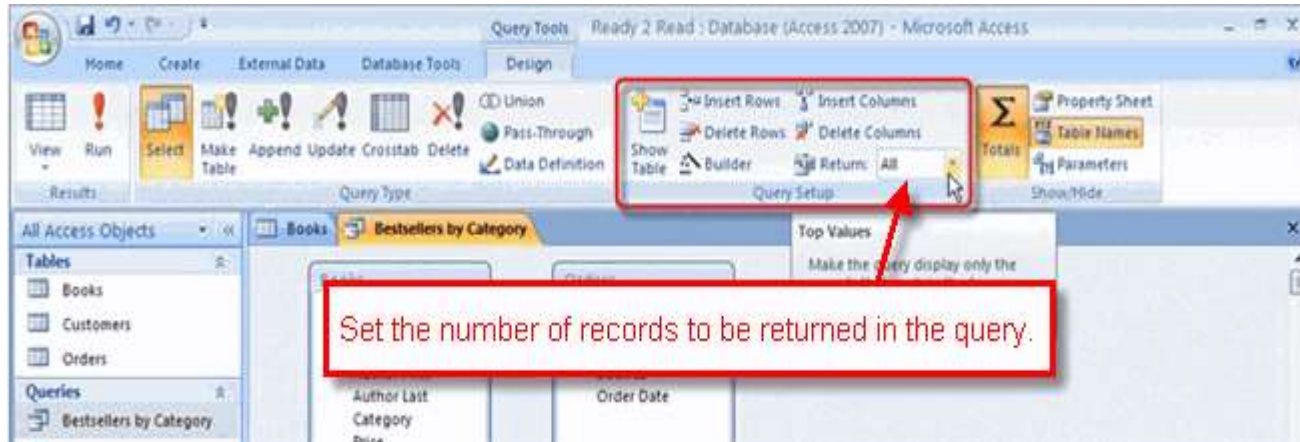 Query Tools Ready 2 Read : Database (Access 2007) - Microsoft Access
Home Create External Data Database Tools Design
View
Run
Select
Make Table
Append
Update
Crosstab
Delete
Union
Pass-Through
Data Definition
Show Table
Insert Rows
Delete Rows
Builder
Insert Columns
Delete Columns
Return: All
Totals
Property Sheet
Table Names
Parameters
Results
Query Type
Query Setup
Show/Hide
All Access Objects
Tables
Books
Customers
Orders
Queries
Bestsellers by Category
Books
Bestsellers by Category
Top Values
Make the query display only the
Set the number of records to be returned in the query.
Author Last
Category
Order Date